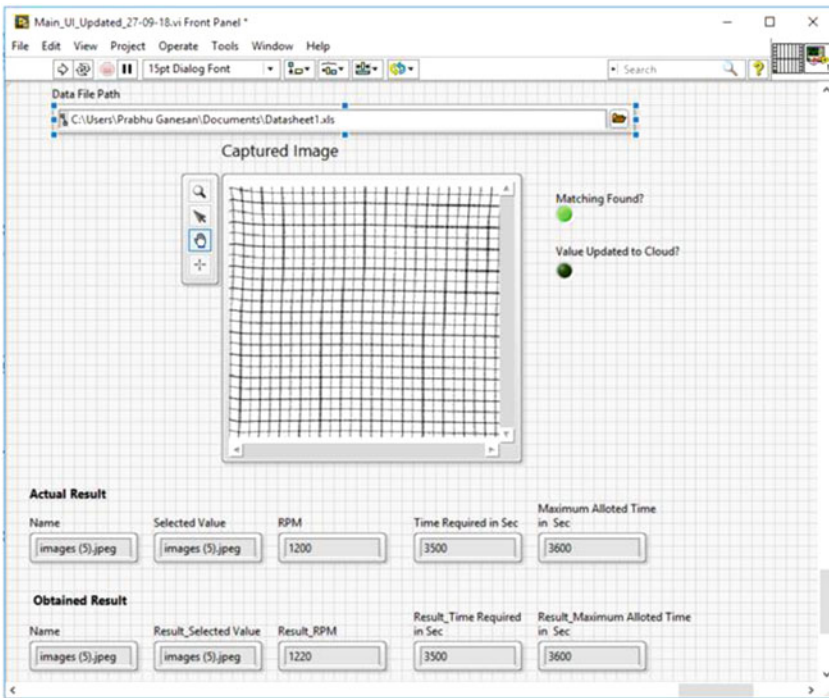 Main_UI_Updated_27-09-18.vi Front Panel *
File Edit View Project Operate Tools Window Help
15pt Dialog Font
Search
Data File Path
C:\Users\Prabhu Ganesan\Documents\Datasheet1.xls
Captured Image
Matching Found?
Value Updated to Cloud?
Actual Result
Name Selected Value RPM Time Required in Sec Maximum Alloted Time in Sec
images (5).jpeg images (5).jpeg 1200 3500 3600
Obtained Result
Name Result_Selected Value Result_RPM Result_Time Required in Sec Result_Maximum Alloted Time in Sec
images (5).jpeg images (5).jpeg 1220 3500 3600